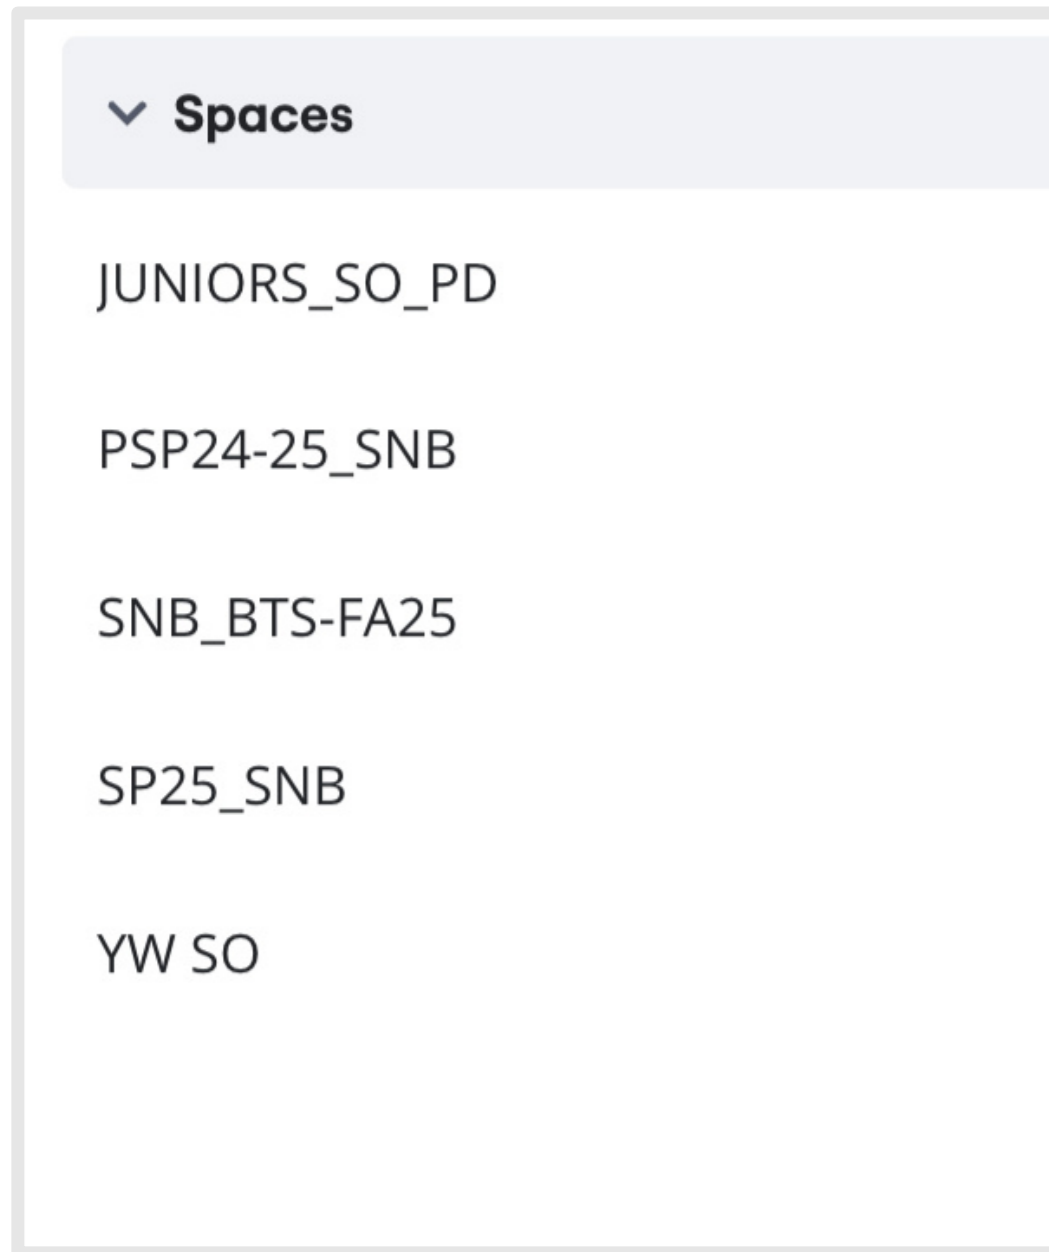 Spaces
JUNIORS_SO_PD
PSP24-25_SNB
SNB_BTS-FA25
SP25_SNB
YW SO